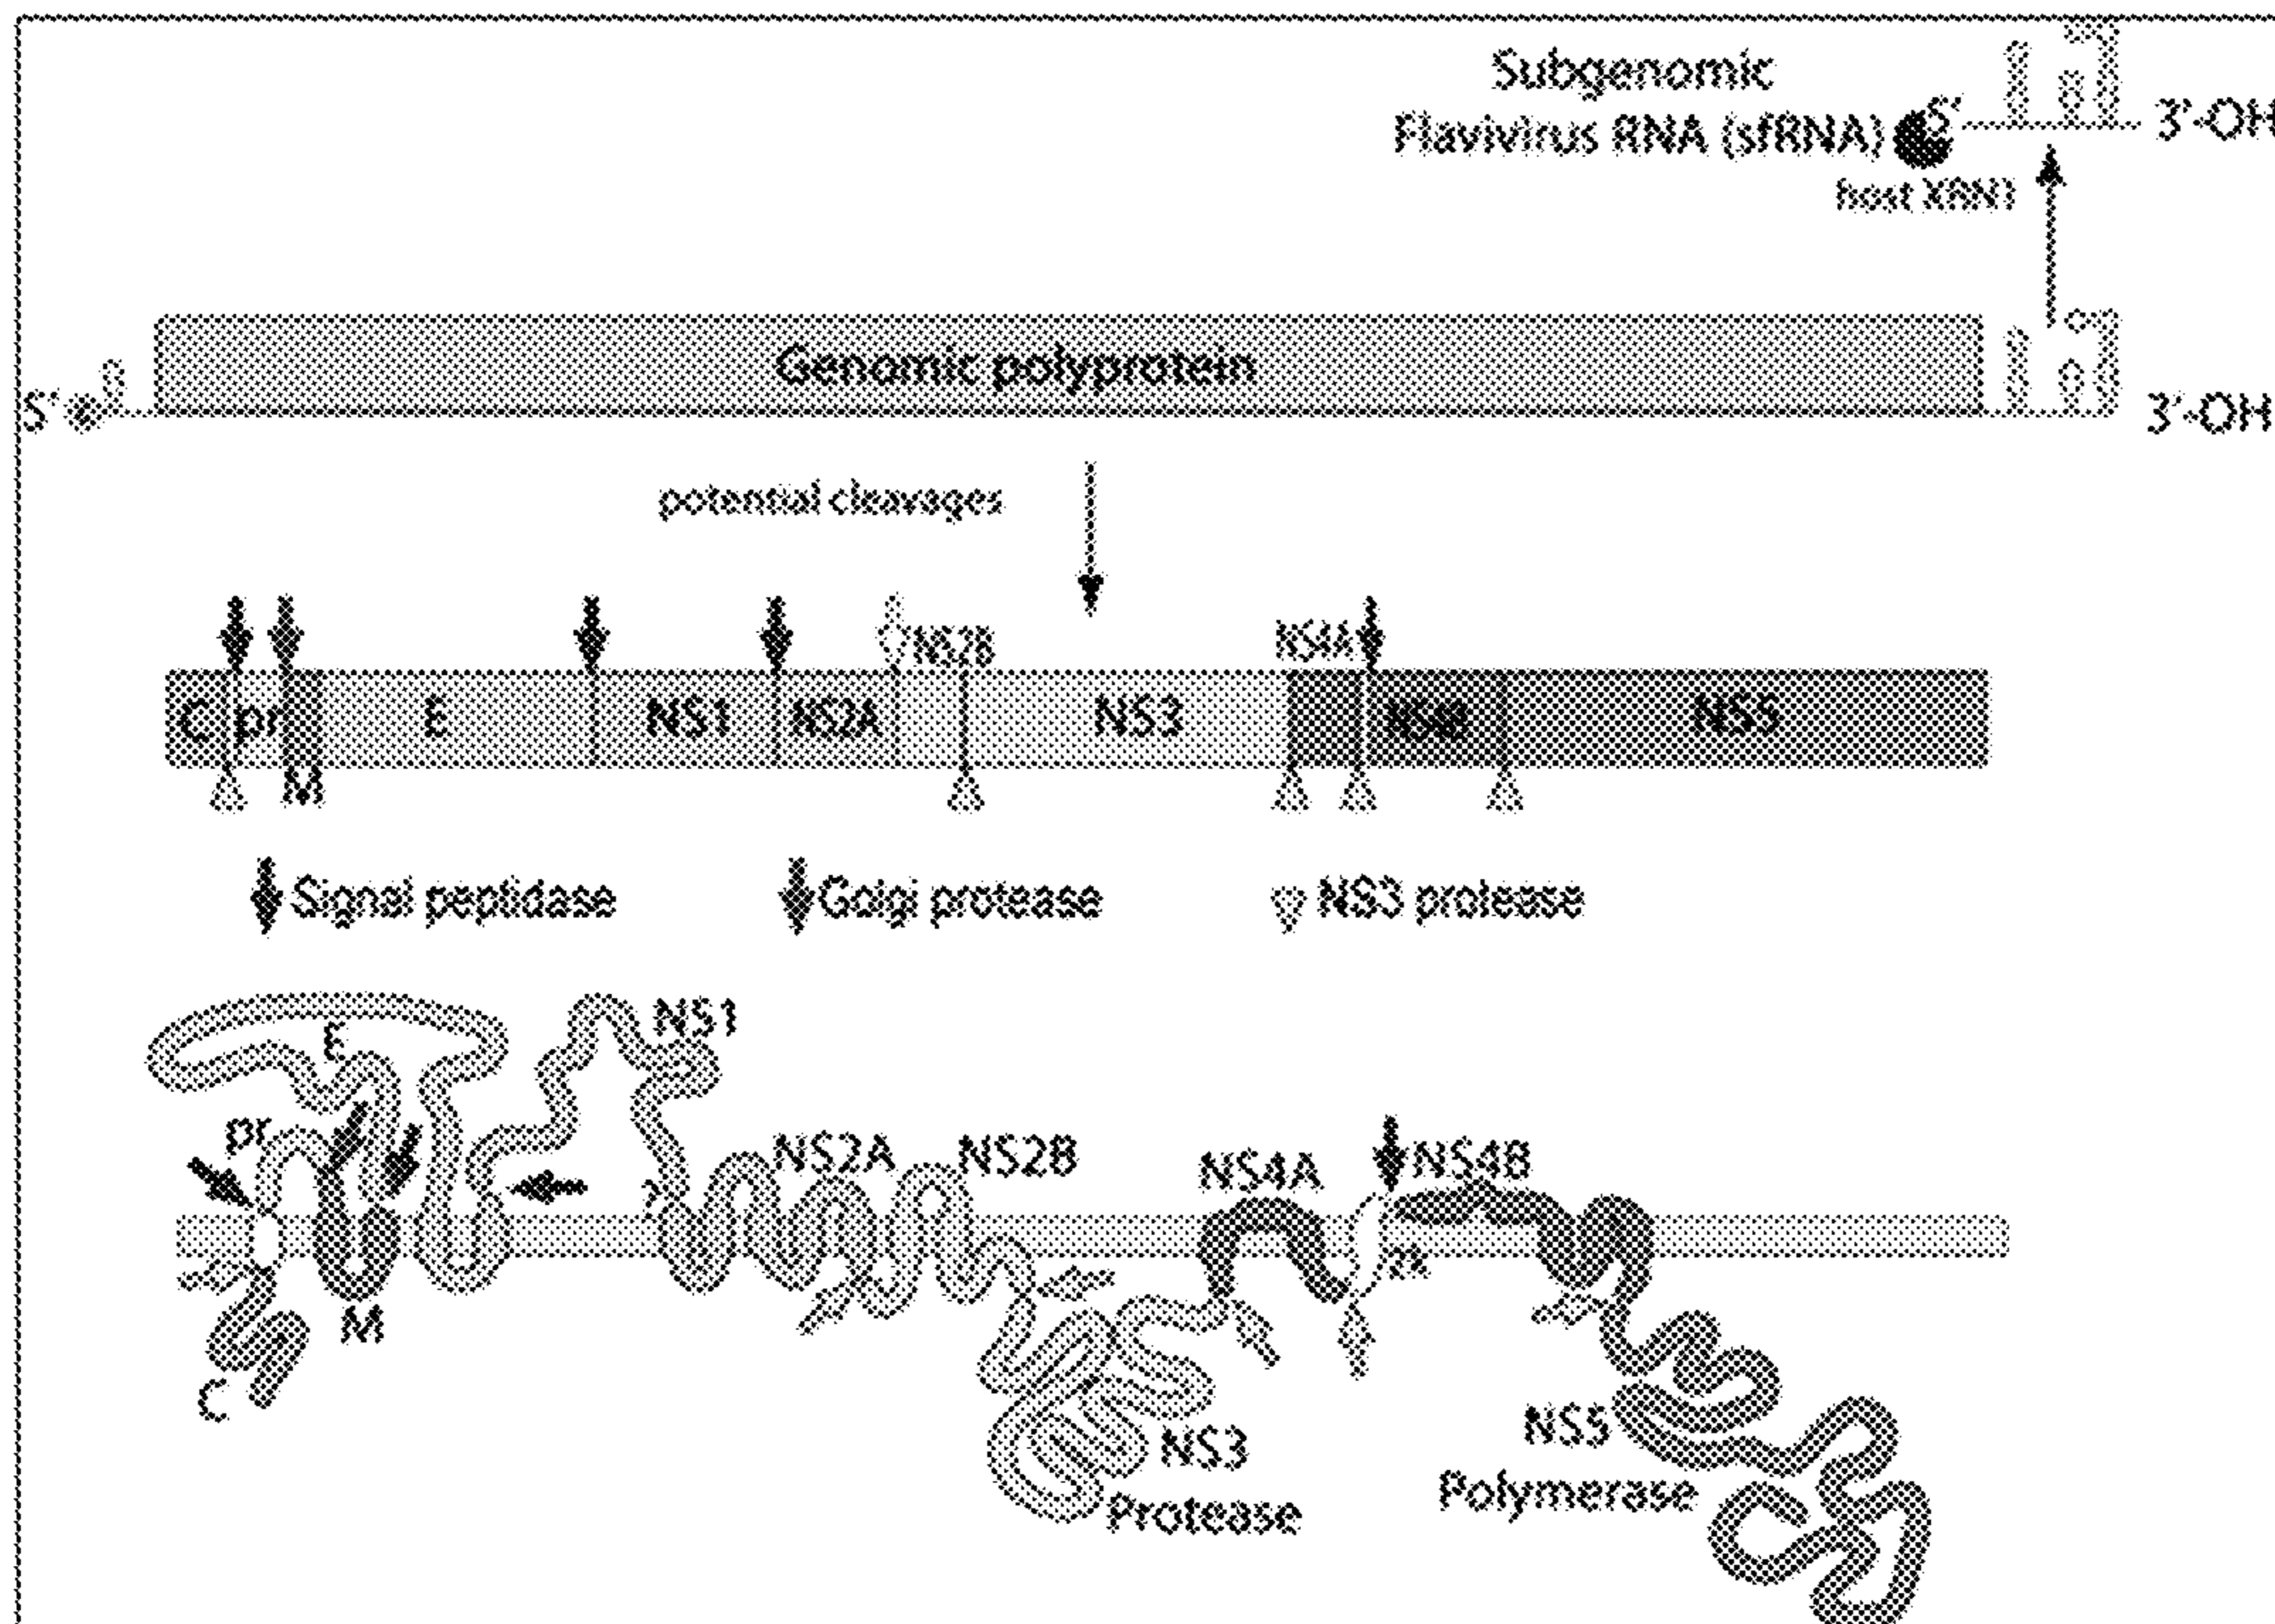 Subgenomic
Flavivirus RNA (sfRNA)
5'
3'-OH
host XRN1
Genomic polyprotein
5'
3'-OH
potential cleavages
NS2B
NS4A
C
pr
E
NS1
NS2A
NS3
NS4B
NS5
M
Signal peptidase
Golgi protease
NS3 protease
E
NS1
pr
NS2A
NS2B
NS4A
NS4B
?
2K
M
C
NS3
Protease
NS5
Polymerase